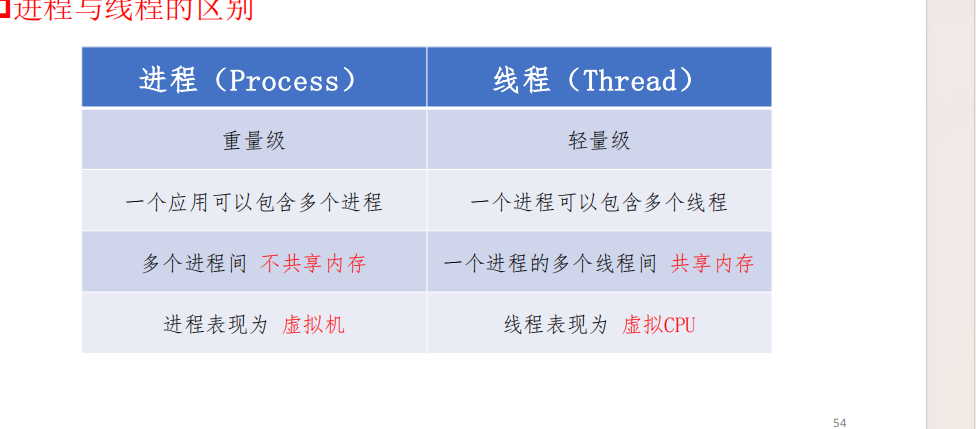 进程与线程的区别
进程（Process） 线程（Thread）
重量级 轻量级
一个应用可以包含多个进程 一个进程可以包含多个线程
多个进程间 不共享内存 一个进程的多个线程间 共享内存
进程表现为 虚拟机 线程表现为 虚拟CPU
54